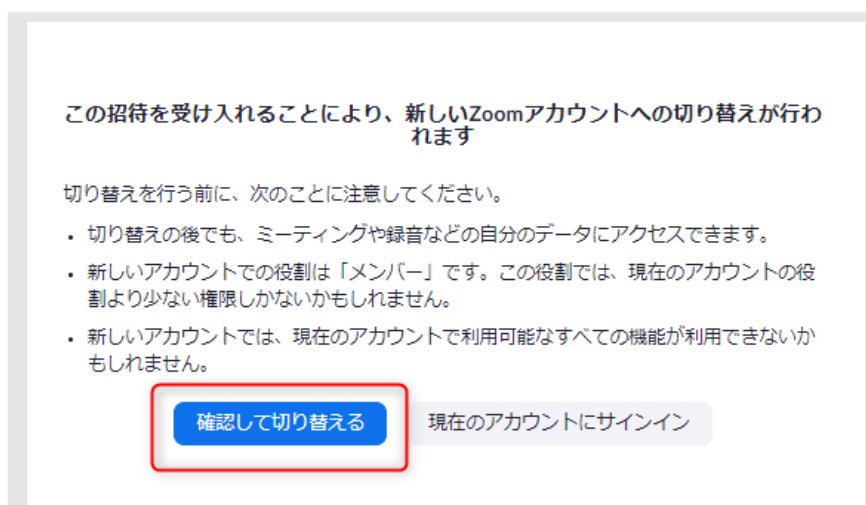 この招待を受け入れることにより、新しいZoomアカウントへの切り替えが行わ
れます
切り替えを行う前に、次のことに注意してください。
• 切り替えの後でも、ミーティングや録音などの自分のデータにアクセスできます。
• 新しいアカウントでの役割は「メンバー」です。この役割では、現在のアカウントの役
割より少ない権限しかないかもしれません。
• 新しいアカウントでは、現在のアカウントで利用可能なすべての機能が利用できないか
もしれません。
確認して切り替える
現在のアカウントにサインイン